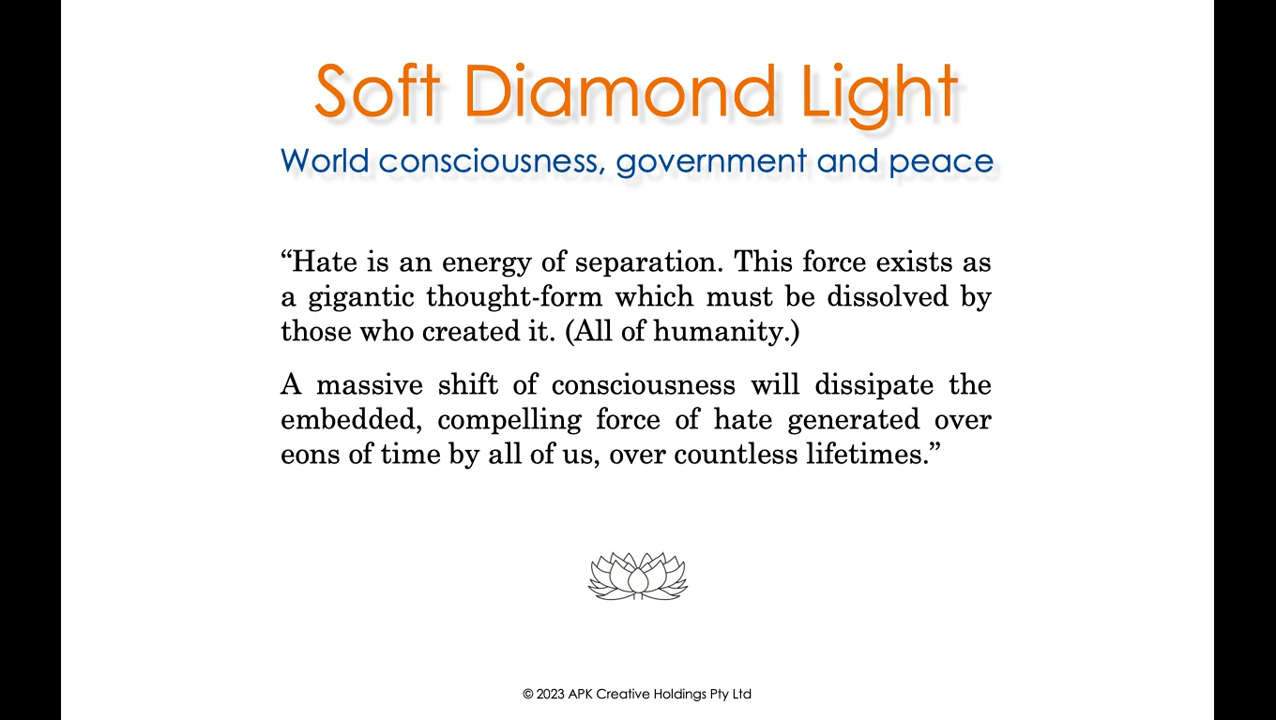 Soft Diamond Light
World consciousness, government and peace
“Hate is an energy of separation. This force exists as
a gigantic thought-form which must be dissolved by
those who created it. (All of humanity.)
A massive shift of consciousness will dissipate the
embedded, compelling force of hate generated over
eons of time by all of us, over countless lifetimes.”
© 2023 APK Creative Holdings Pty Ltd